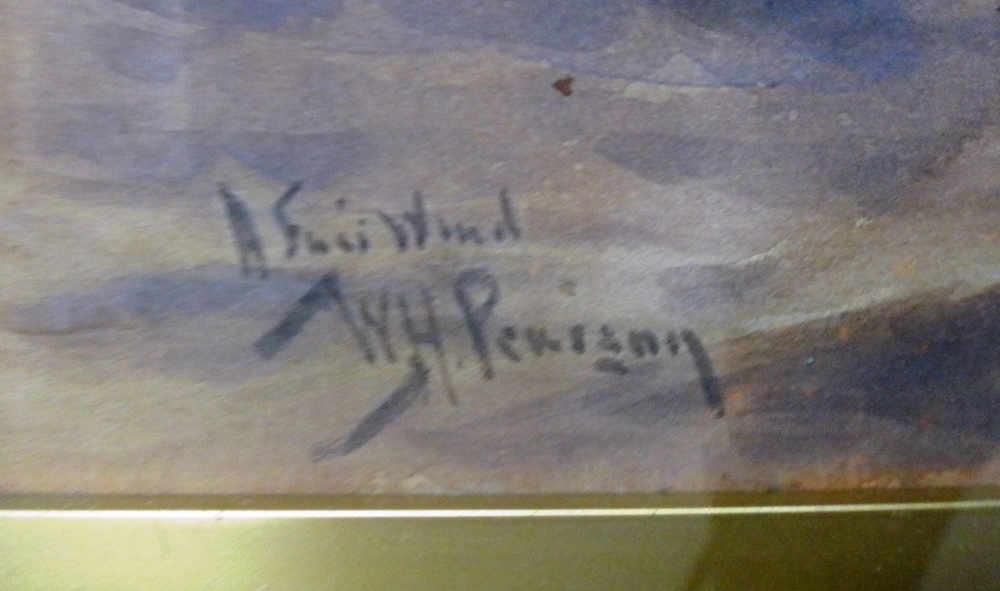 A Fair Wind
W.H. Pearson